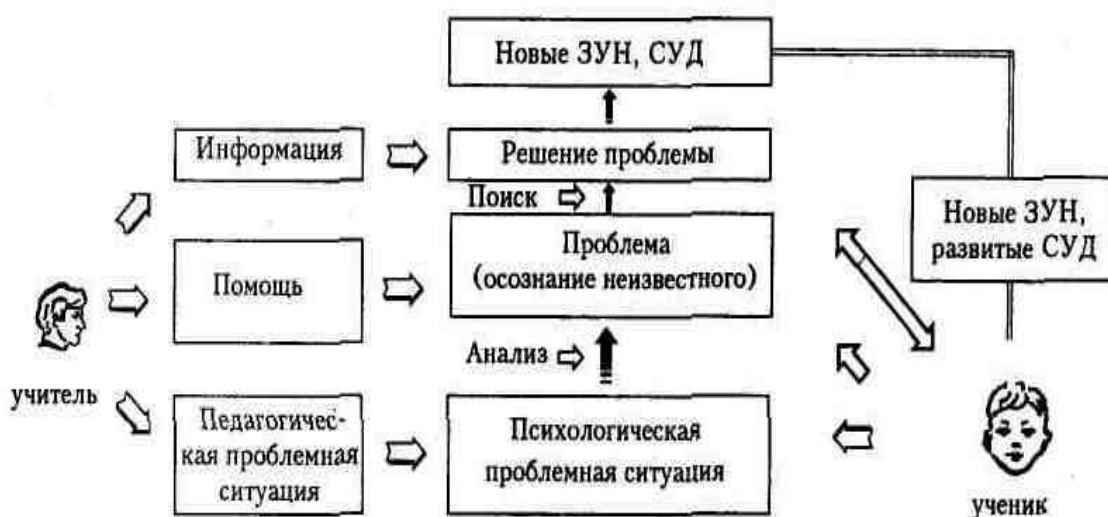 Новые ЗУН, СУД
Информация
Решение проблемы
Поиск
Новые ЗУН,
развитые СУД
Проблема
(осознание неизвестного)
Помощь
Анализ
учитель
Педагогичес-
кая проблемная
ситуация
Психологическая
проблемная ситуация
ученик